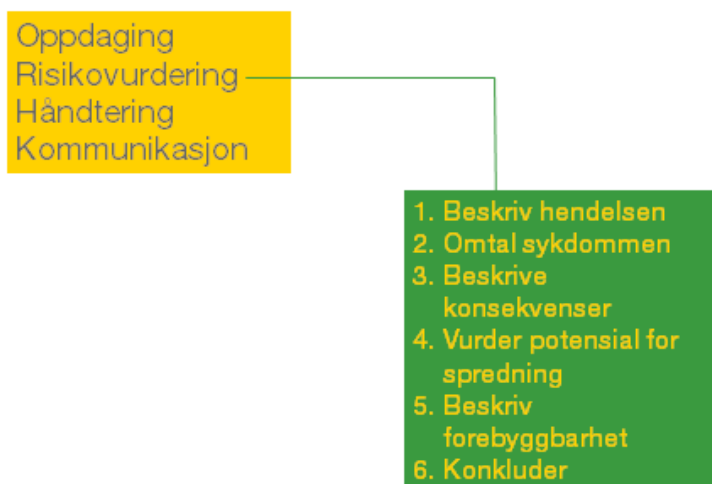 Oppdaging
Risikovurdering
Håndtering
Kommunikasjon
1. Beskriv hendelsen
2. Omtal sykdommen
3. Beskrive
konsekvenser
4. Vurder potensial for
spredning
5. Beskriv
forebyggbarhet
6. Konkluder